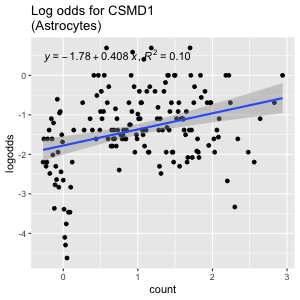 Log odds for CSMD1
(Astrocytes)
y = −1.78 + 0.408 x, R² = 0.10
0
-1
-2
-3
-4
logodds
0 1 2 3
count